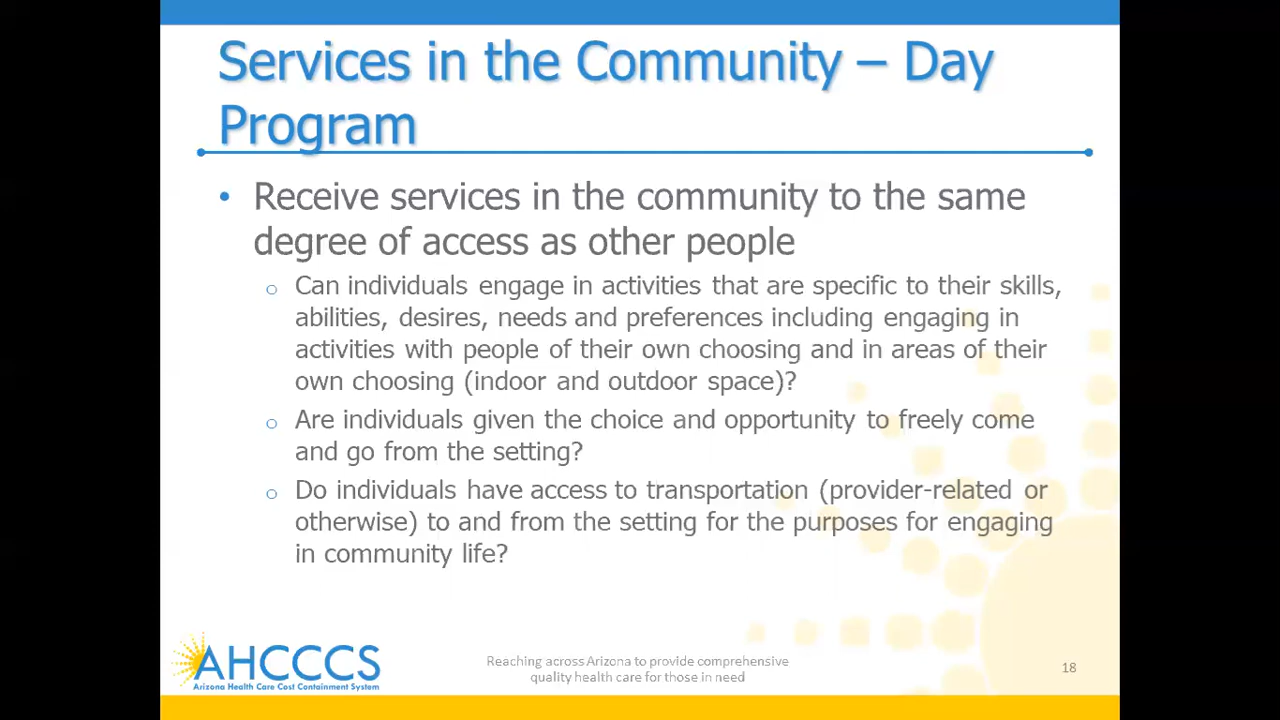 Services in the Community – Day
Program
• Receive services in the community to the same
degree of access as other people
o Can individuals engage in activities that are specific to their skills,
abilities, desires, needs and preferences including engaging in
activities with people of their own choosing and in areas of their
own choosing (indoor and outdoor space)?
o Are individuals given the choice and opportunity to freely come
and go from the setting?
o Do individuals have access to transportation (provider-related or
otherwise) to and from the setting for the purposes for engaging
in community life?
AHCCCS
Arizona Health Care Cost Containment System
Reaching across Arizona to provide comprehensive
quality health care for those in need
18